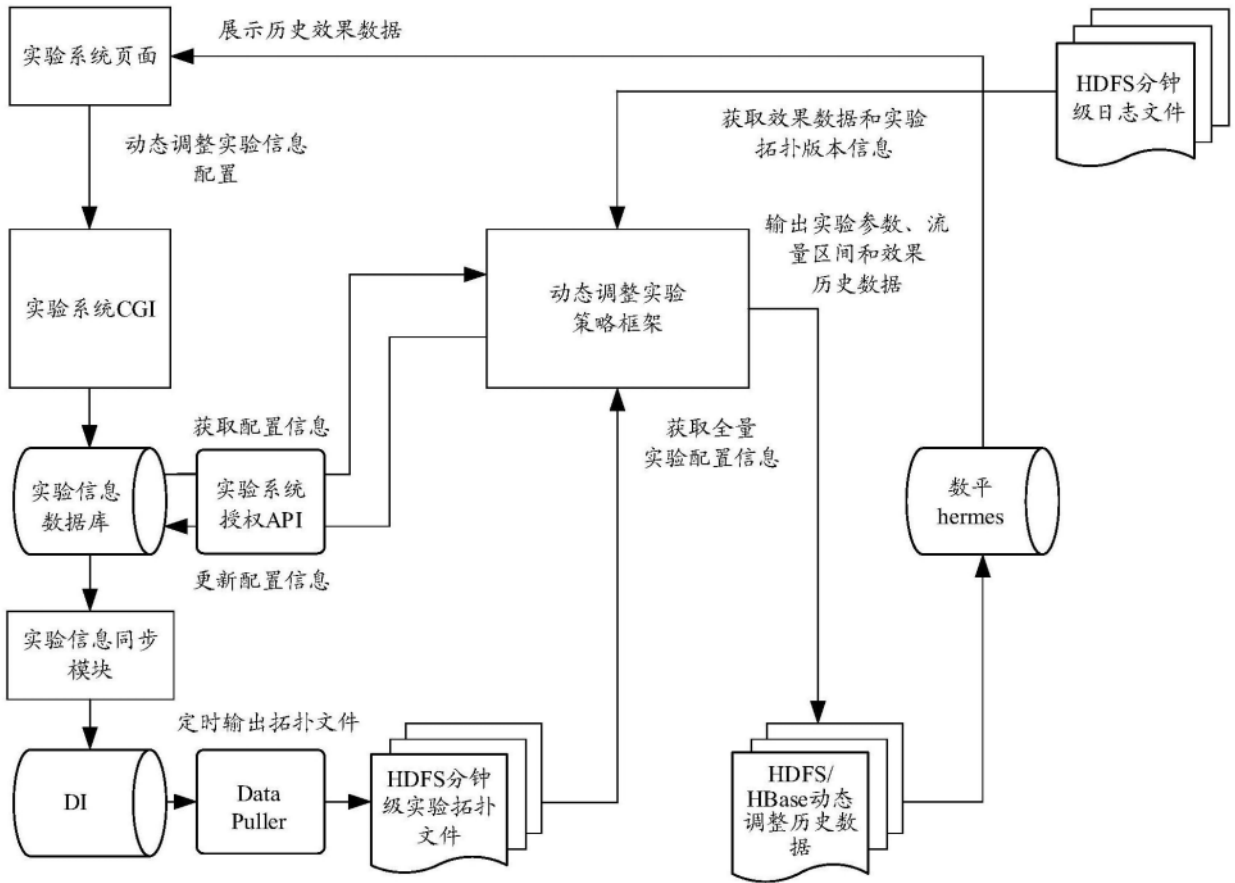 实验系统页面
展示历史效果数据
HDFS分钟
级日志文件
获取效果数据和实验
拓扑版本信息
动态调整实验信息
配置
实验系统CGI
动态调整实验
策略框架
输出实验参数、流
量区间和效果
历史数据
获取配置信息
获取全量
实验配置信息
实验信息
数据库
实验系统
授权API
数平
hermes
更新配置信息
实验信息同步
模块
定时输出拓扑文件
DI
Data
Puller
HDFS分钟
级实验拓扑
文件
HDFS/
HBase动态
调整历史数
据